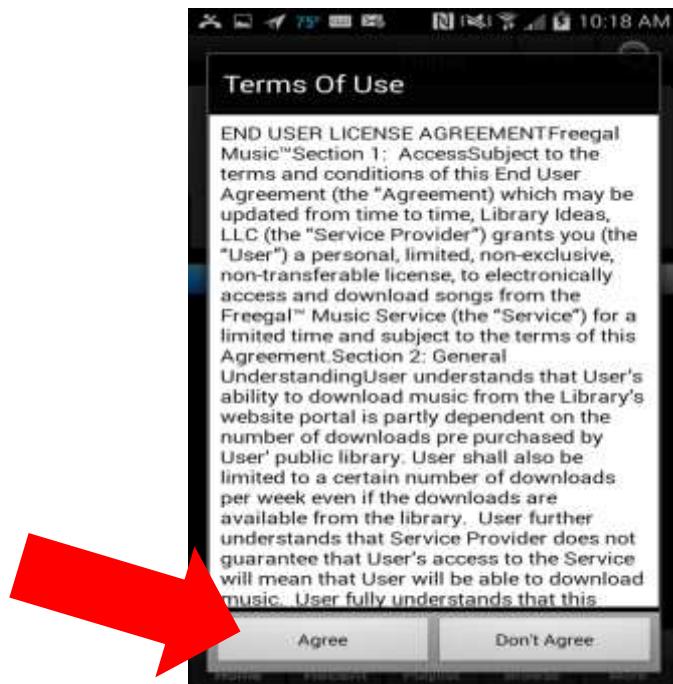 75° 10:18 AM
Terms Of Use
END USER LICENSE AGREEMENTFreegal
Music™Section 1:  AccessSubject to the
terms and conditions of this End User
Agreement (the "Agreement) which may be
updated from time to time, Library Ideas,
LLC (the "Service Provider") grants you (the
"User") a personal, limited, non-exclusive,
non-transferable license, to electronically
access and download songs from the
Freegal™ Music Service (the "Service") for a
limited time and subject to the terms of this
Agreement.Section 2: General
UnderstandingUser understands that User's
ability to download music from the Library's
website portal is partly dependent on the
number of downloads pre purchased by
User' public library. User shall also be
limited to a certain number of downloads
per week even if the downloads are
available from the library.  User further
understands that Service Provider does not
guarantee that User's access to the Service
will mean that User will be able to download
music.  User fully understands that this
Agree Don't Agree